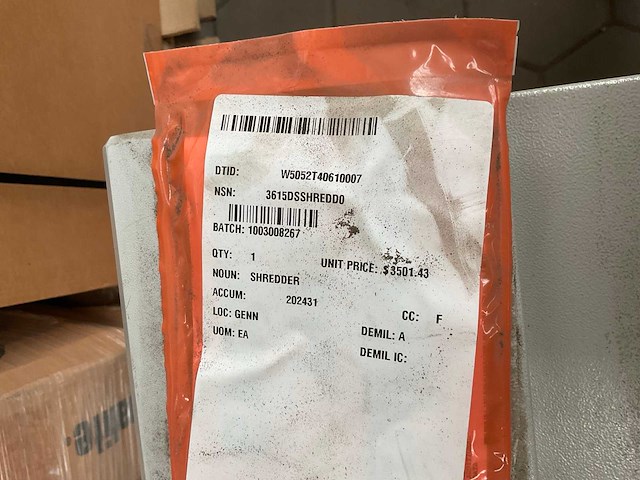 DTID: W5052T40610007
NSN: 3615DSSHREDD0
BATCH: 1003008267
QTY: 1 UNIT PRICE: $3501.43
NOUN: SHREDDER
ACCUM: 202431
LOC: GENN CC: F
UOM: EA DEMIL: A
DEMIL IC: